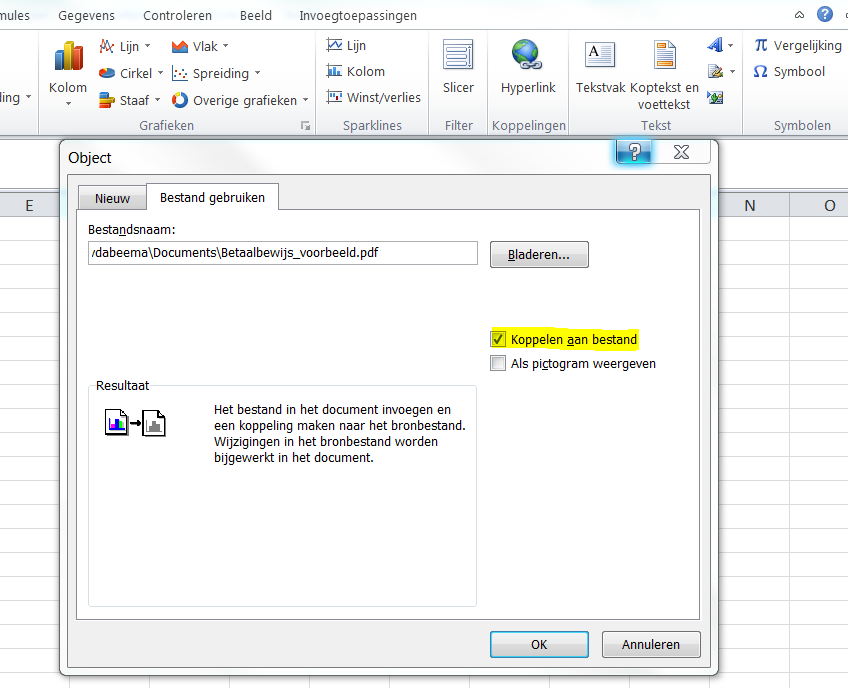 mules Gegevens Controleren Beeld Invoegtoepassingen
Lijn Vlak Lijn Vergelijking
Cirkel Spreiding Kolom Symbool
Kolom Slicer Hyperlink Tekstvak Koptekst en
voettekst
ling Staaf Overige grafieken Winst/verlies
Grafieken Sparklines Filter Koppelingen Tekst Symbolen
Object
E N O
Nieuw Bestand gebruiken
Bestandsnaam:
dabeema\Documents\Betaalbewijs_voorbeeld.pdf Bladeren...
Koppelen aan bestand
Als pictogram weergeven
Resultaat
Het bestand in het document invoegen en
een koppeling maken naar het bronbestand.
Wijzigingen in het bronbestand worden
bijgewerkt in het document.
OK Annuleren